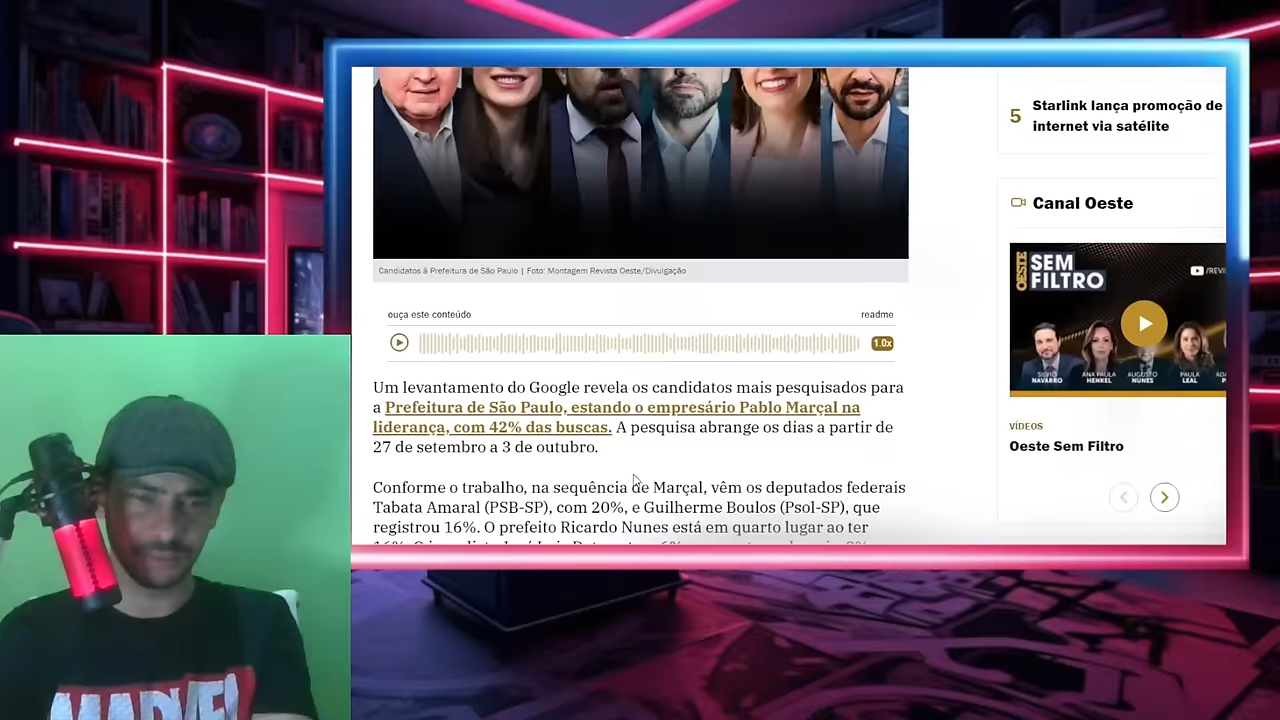 5
Starlink lança promoção de
internet via satélite
Canal Oeste
OESTE
SEM
FILTRO
SILVIO
NAVARRO
ANA PAULA
HENKEL
AUGUSTO
NUNES
PAULA
LEAL
VÍDEOS
Oeste Sem Filtro
Candidatos à Prefeitura de São Paulo | Foto: Montagem Revista Oeste/Divulgação
ouça este conteúdo
readme
1.0x
Um levantamento do Google revela os candidatos mais pesquisados para
a Prefeitura de São Paulo, estando o empresário Pablo Marçal na
liderança, com 42% das buscas. A pesquisa abrange os dias a partir de
27 de setembro a 3 de outubro.
Conforme o trabalho, na sequência de Marçal, vêm os deputados federais
Tabata Amaral (PSB-SP), com 20%, e Guilherme Boulos (Psol-SP), que
registrou 16%. O prefeito Ricardo Nunes está em quarto lugar ao ter
MARVEL